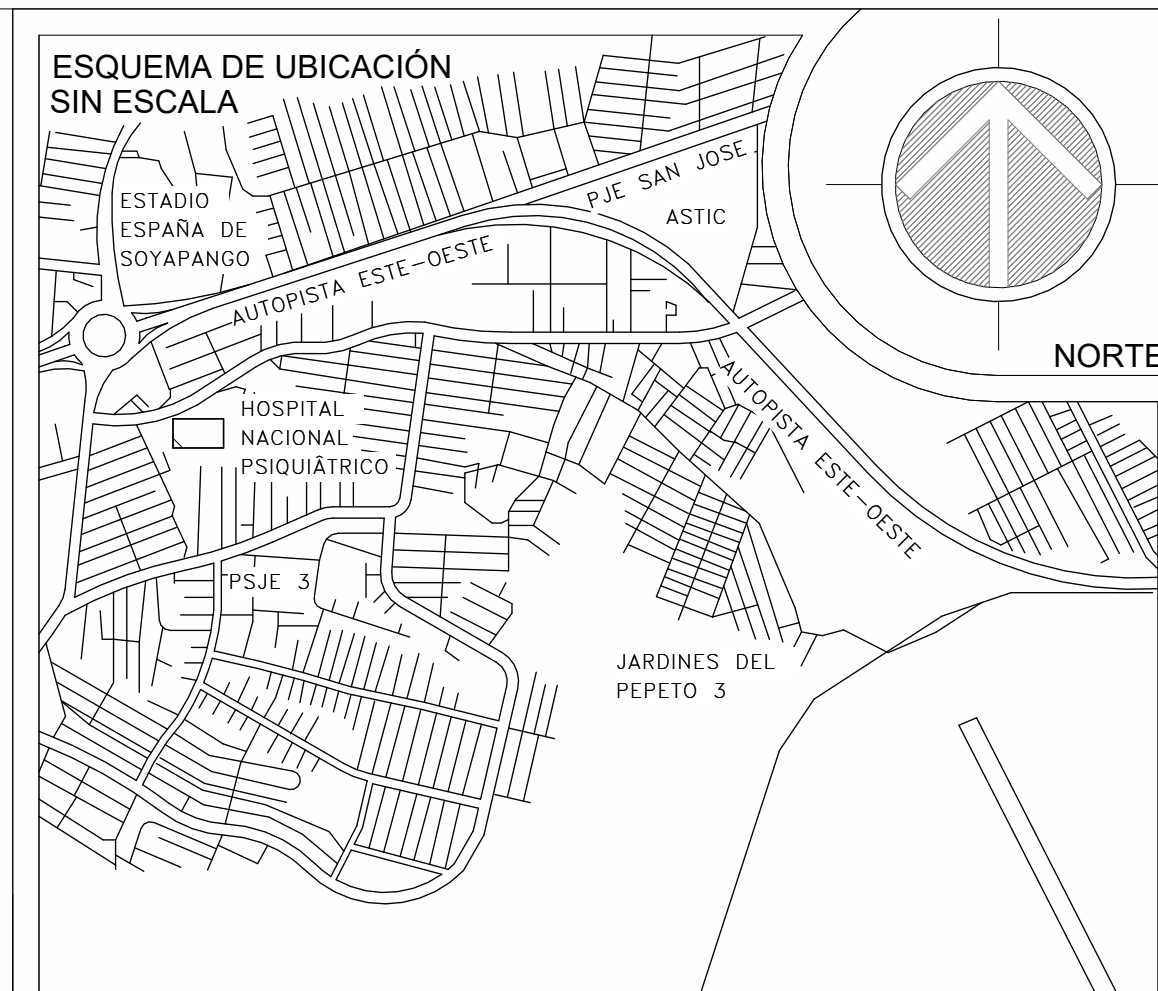 ESQUEMA DE UBICACIÓN
SIN ESCALA
ESTADIO
ESPAÑA DE
SOYAPANGO
PJE SAN JOSE
ASTIC
AUTOPISTA ESTE-OESTE
NORTE
AUTOPISTA ESTE-OESTE
HOSPITAL
NACIONAL
PSIQUIÂTRICO
PSJE 3
JARDINES DEL
PEPETO 3